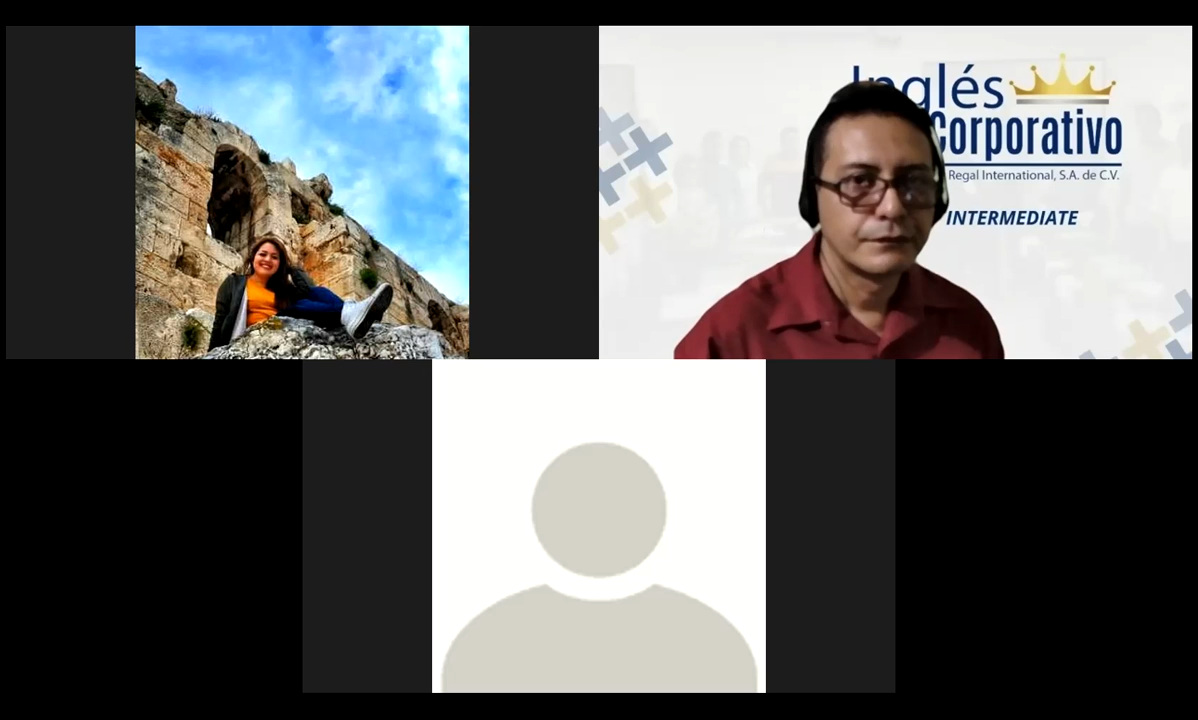 Inglés
Corporativo
Regal International, S.A. de C.V.
INTERMEDIATE